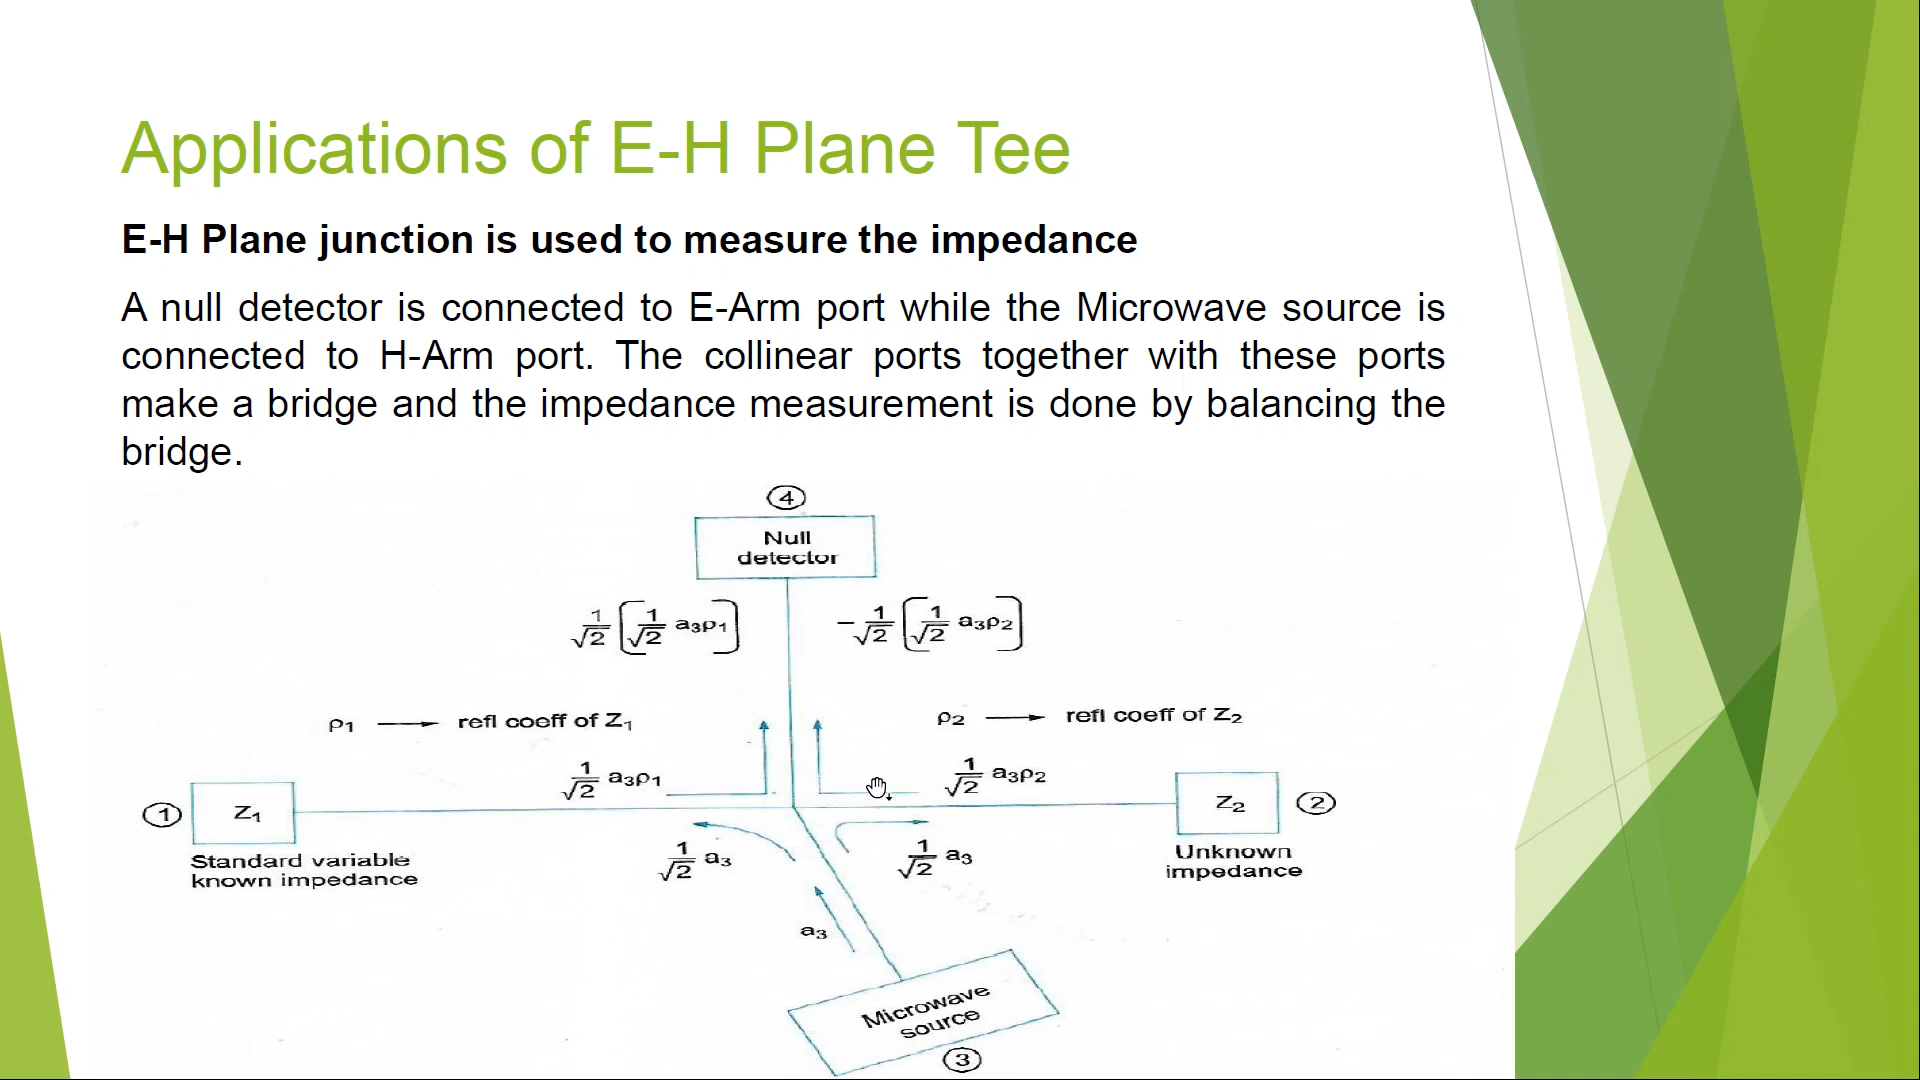 Applications of E-H Plane Tee
E-H Plane junction is used to measure the impedance
A null detector is connected to E-Arm port while the Microwave source is
connected to H-Arm port. The collinear ports together with these ports
make a bridge and the impedance measurement is done by balancing the
bridge.
④
Null
detector
1/√2 [1/√2 a₃ρ₁]
-1/√2 [1/√2 a₃ρ₂]
ρ₁ → refl coeff of Z₁
ρ₂ → refl coeff of Z₂
1/√2 a₃ρ₁
1/√2 a₃ρ₂
① Z₁
Z₂ ②
Standard variable
known impedance
1/√2 a₃
1/√2 a₃
Unknown
impedance
a₃
Microwave
source
③